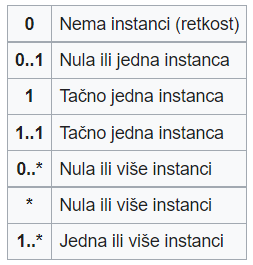 0 Nema instanci (retkost)
0..1 Nula ili jedna instanca
1 Tačno jedna instanca
1..1 Tačno jedna instanca
0..* Nula ili više instanci
* Nula ili više instanci
1..* Jedna ili više instanci